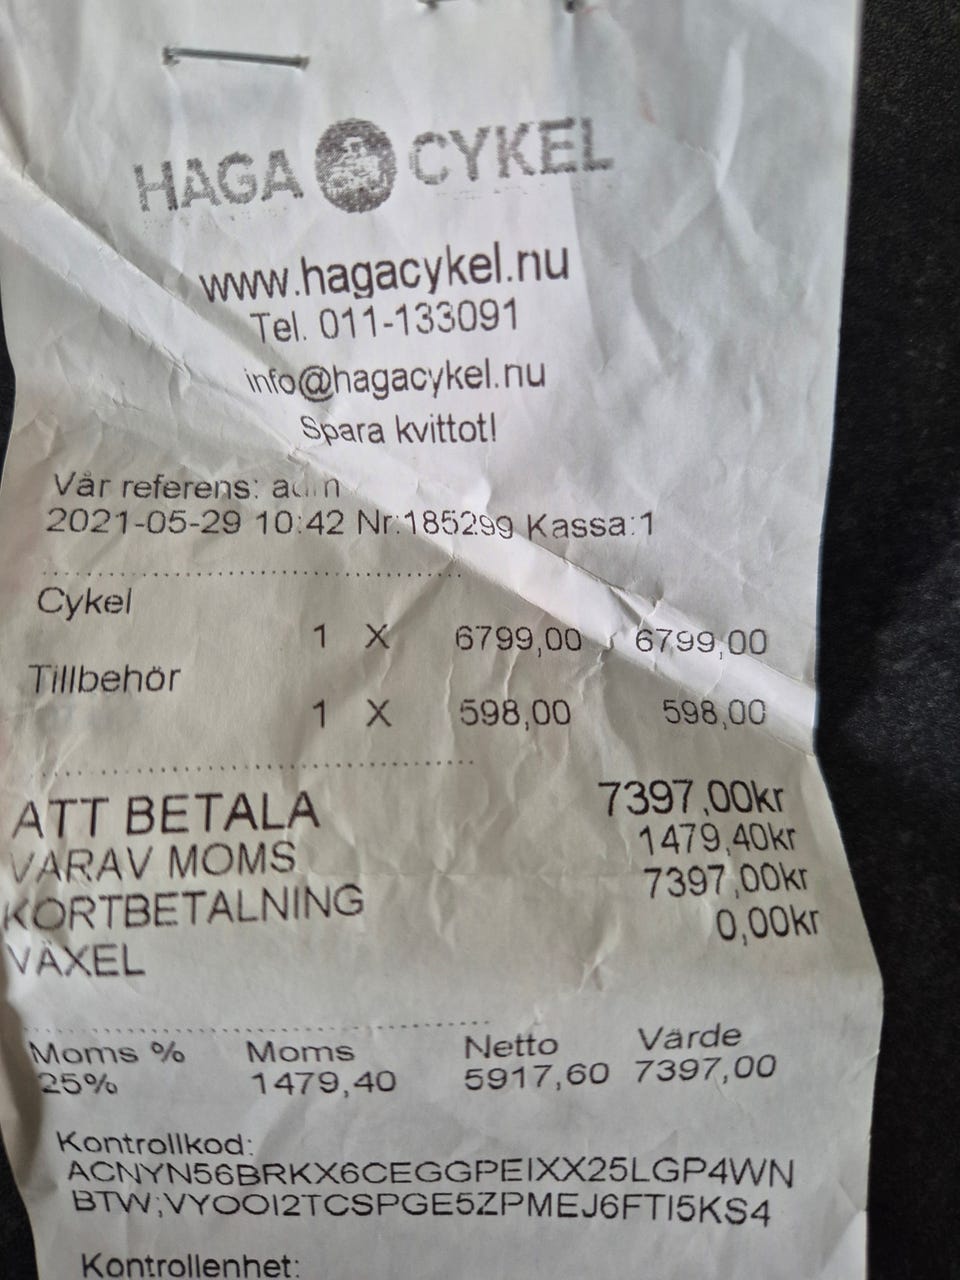 HAGA CYKEL
www.hagacykel.nu
Tel. 011-133091
info@hagacykel.nu
Spara kvittot!
Vår referens:
2021-05-29 10:42 Nr:185299 Kassa:1
Cykel
1 X 6799,00 6799,00
Tillbehör
1 X 598,00 598,00
ATT BETALA 7397,00kr
VARAV MOMS 1479,40kr
KORTBETALNING 7397,00kr
VÄXEL 0,00kr
Moms % Moms Netto Värde
25% 1479,40 5917,60 7397,00
Kontrollkod:
ACNYN56BRKX6CEGGPEIXX25LGP4WN
BTW;VYOOI2TCSPGE5ZPMEJ6FTI5KS4
Kontrollenhet: